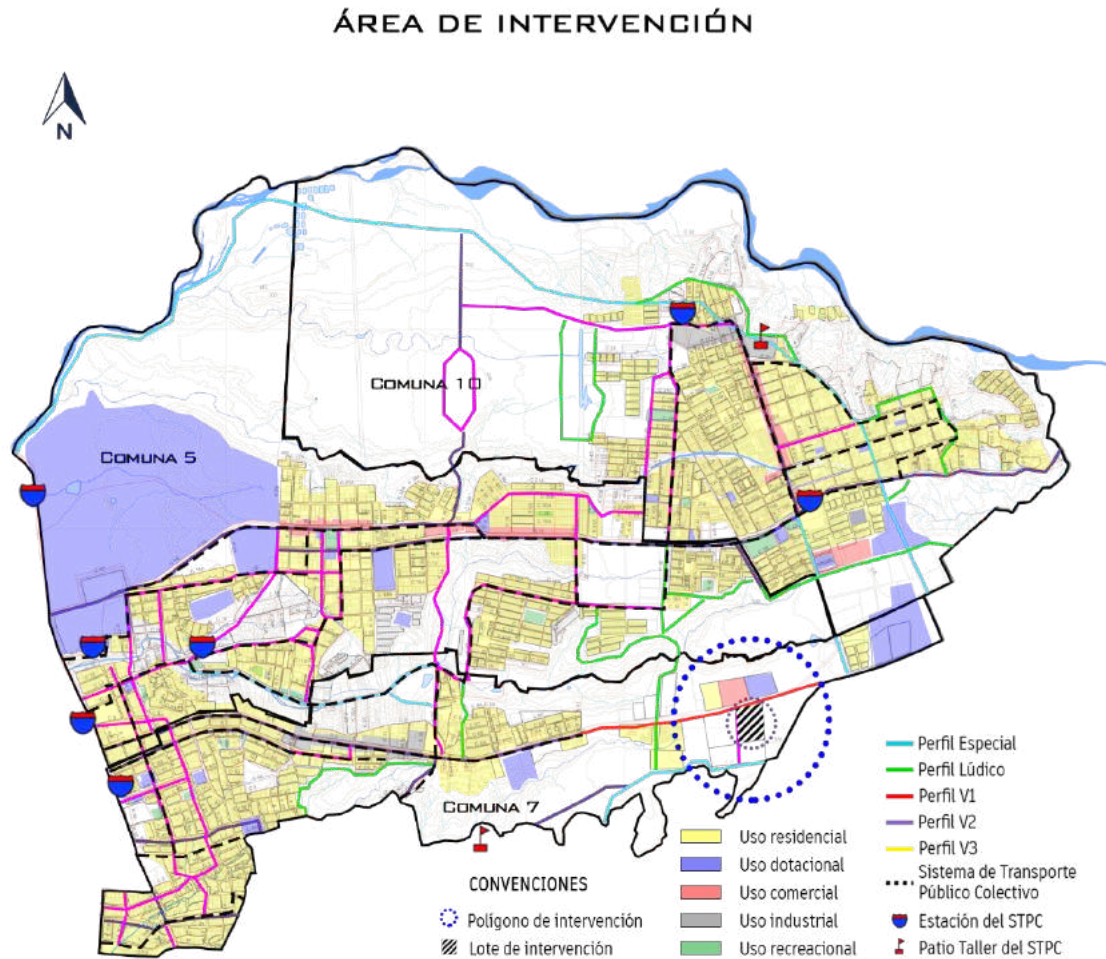 ÁREA DE INTERVENCIÓN
N
COMUNA 10
COMUNA 5
COMUNA 7
CONVENCIONES
Polígono de intervención
Lote de intervención
Uso residencial
Uso dotacional
Uso comercial
Uso industrial
Uso recreacional
Perfil Especial
Perfil Lúdico
Perfil V1
Perfil V2
Perfil V3
Sistema de Transporte
Público Colectivo
Estación del STPC
Patio Taller del STPC